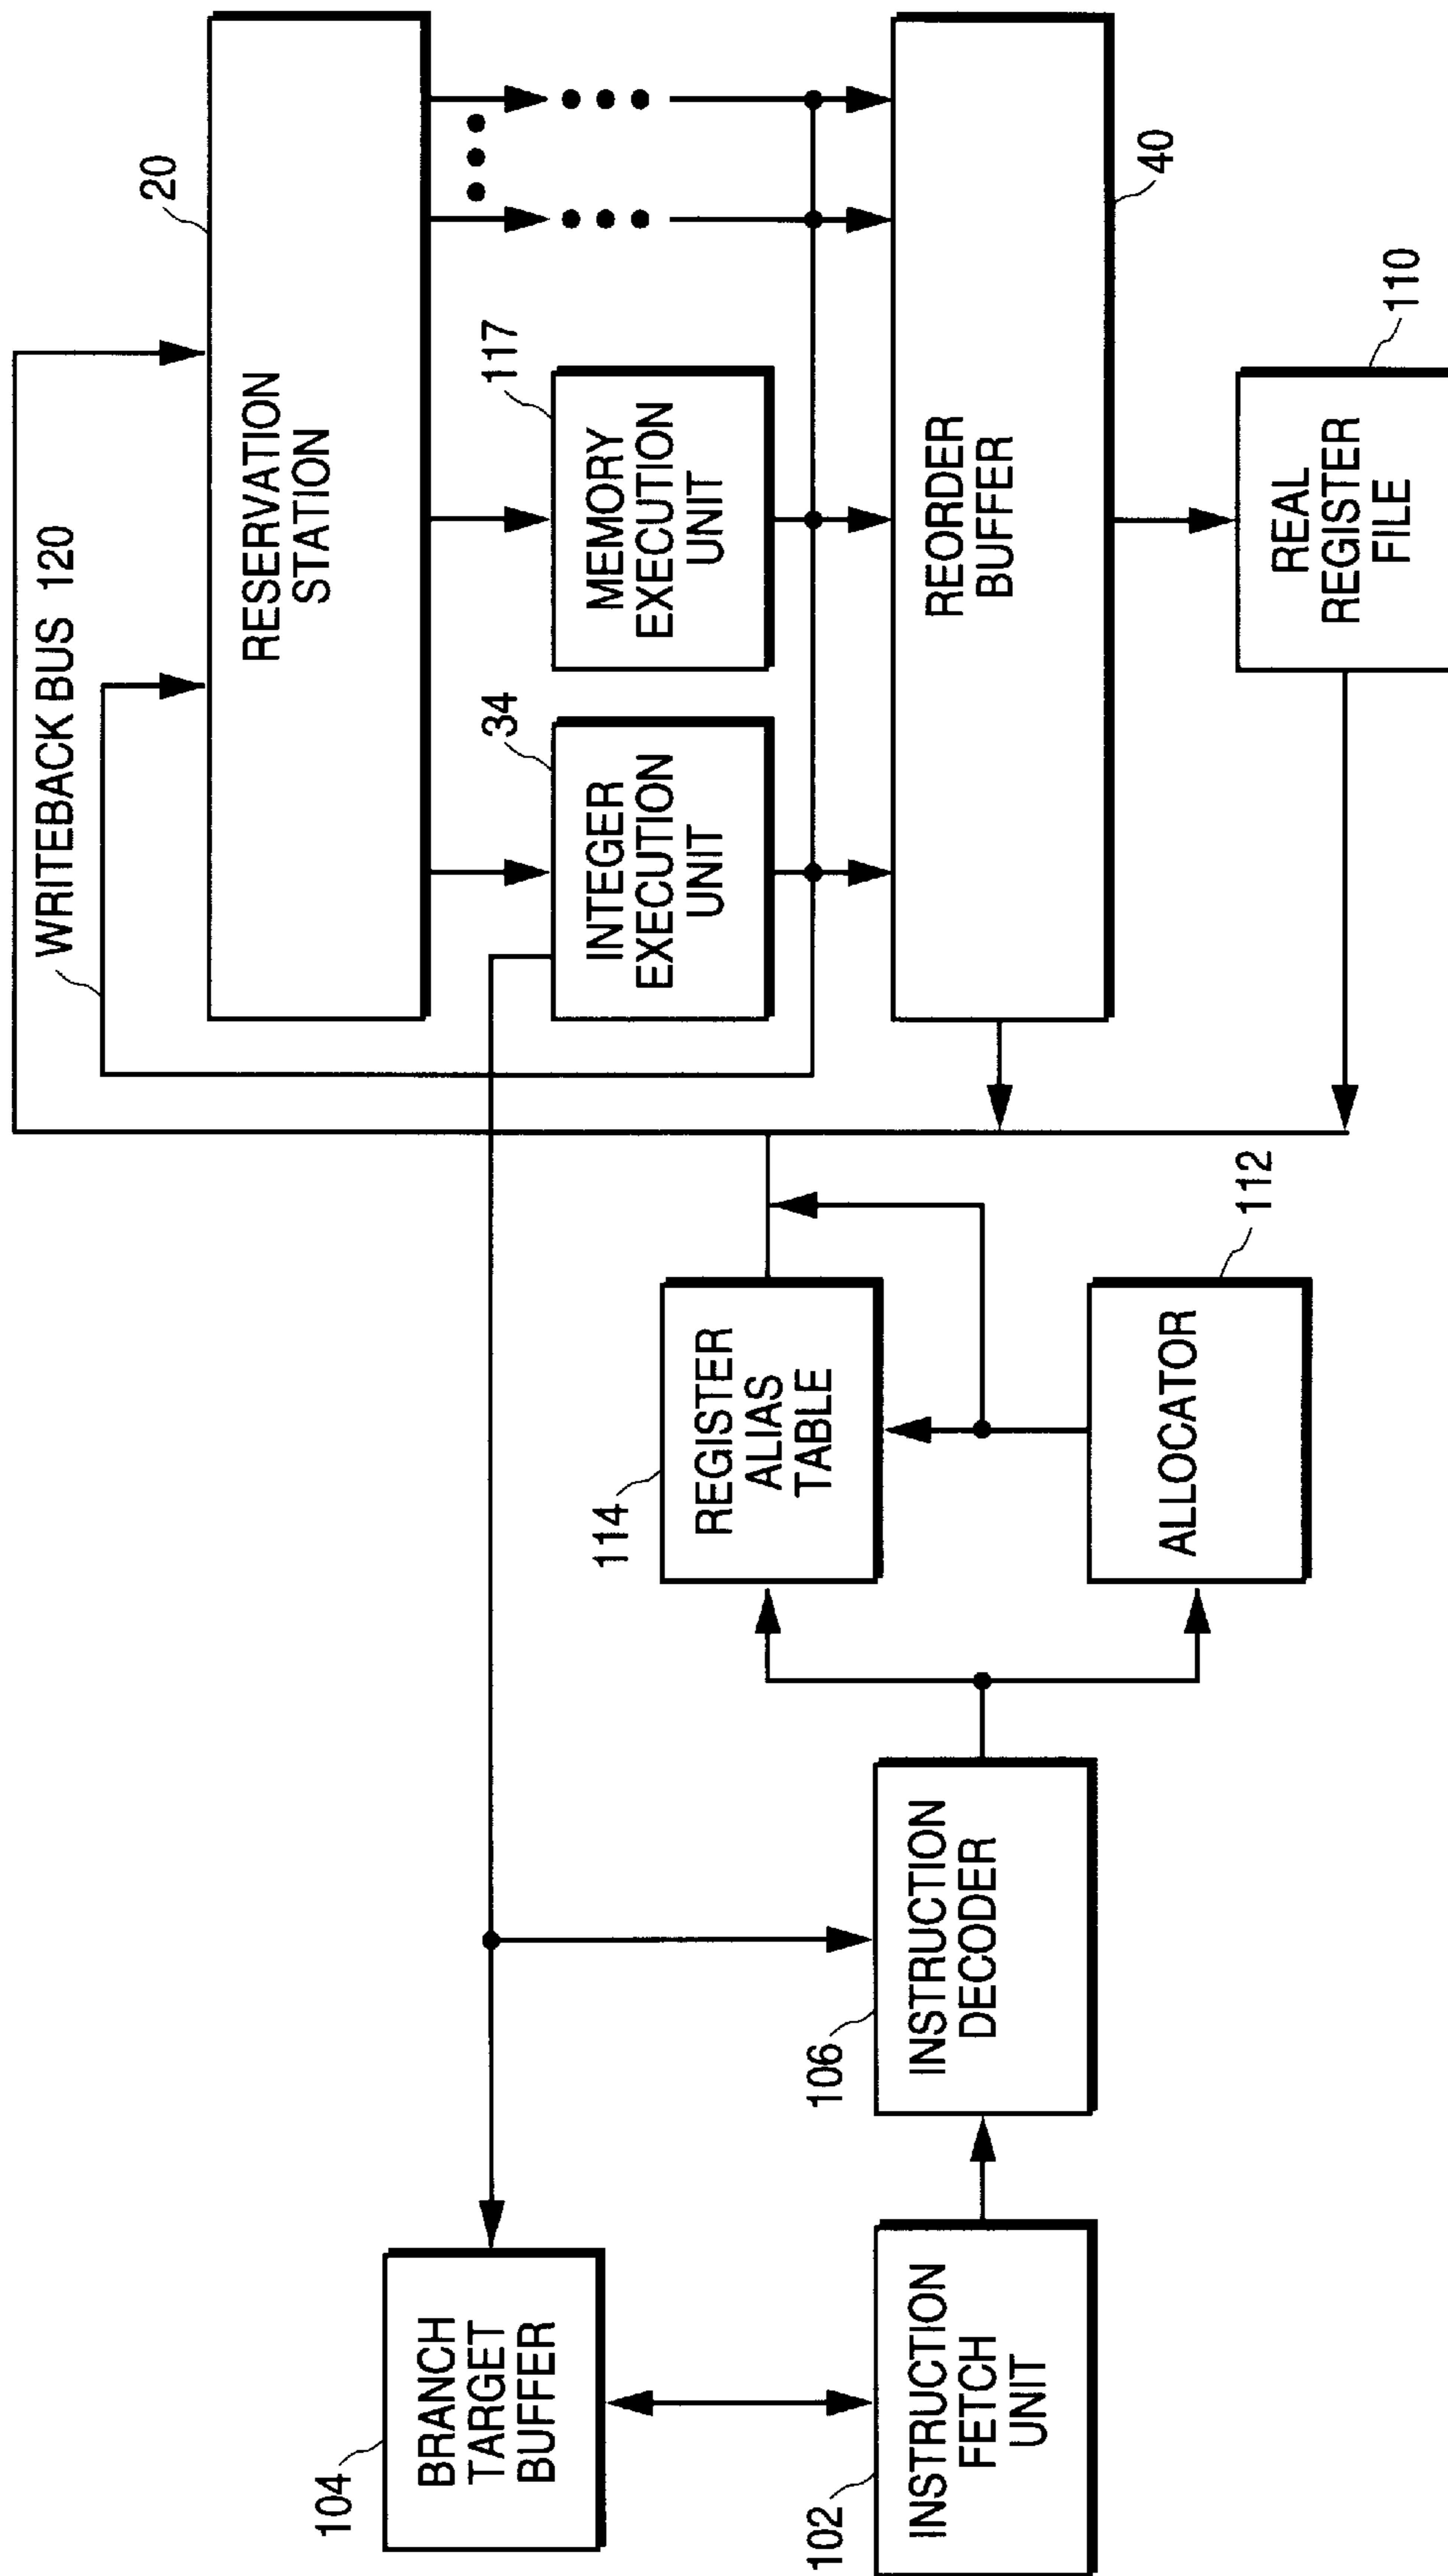 WRITEBACK BUS 120
20
RESERVATION
STATION
34
INTEGER
EXECUTION
UNIT
117
MEMORY
EXECUTION
UNIT
104
BRANCH
TARGET
BUFFER
114
REGISTER
ALIAS
TABLE
102
INSTRUCTION
FETCH
UNIT
106
INSTRUCTION
DECODER
ALLOCATOR
112
REORDER
BUFFER
40
REAL
REGISTER
FILE
110